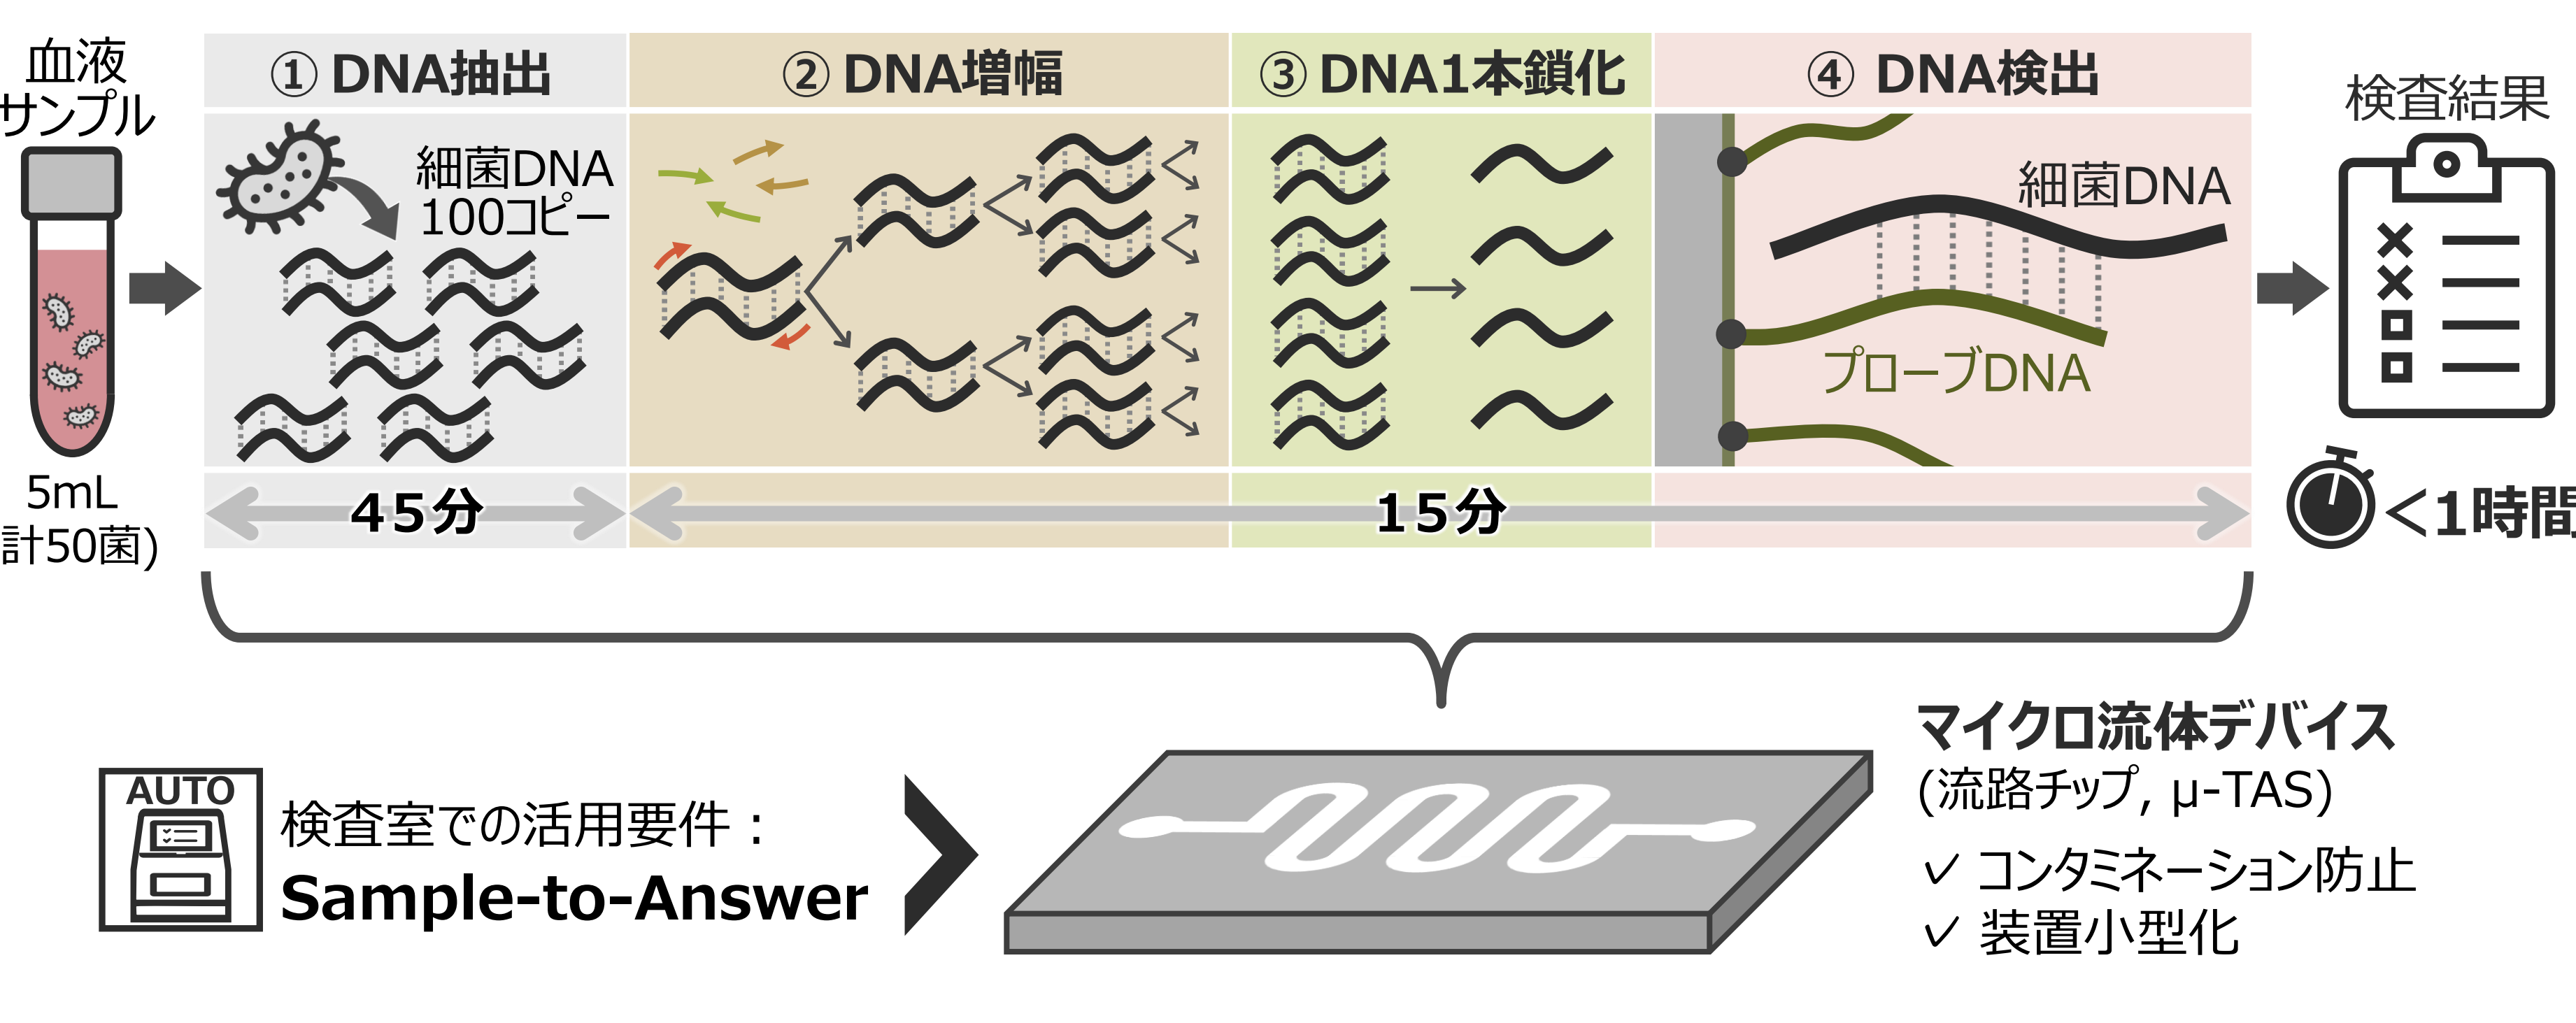 血液
サンプル
5mL
計50菌)
① DNA抽出
細菌DNA
100コピー
② DNA増幅
③ DNA1本鎖化
④ DNA検出
細菌DNA
プローブDNA
45分
15分
検査結果
<1時間
AUTO
検査室での活用要件：
Sample-to-Answer
マイクロ流体デバイス
(流路チップ, μ-TAS)
✓ コンタミネーション防止
✓ 装置小型化